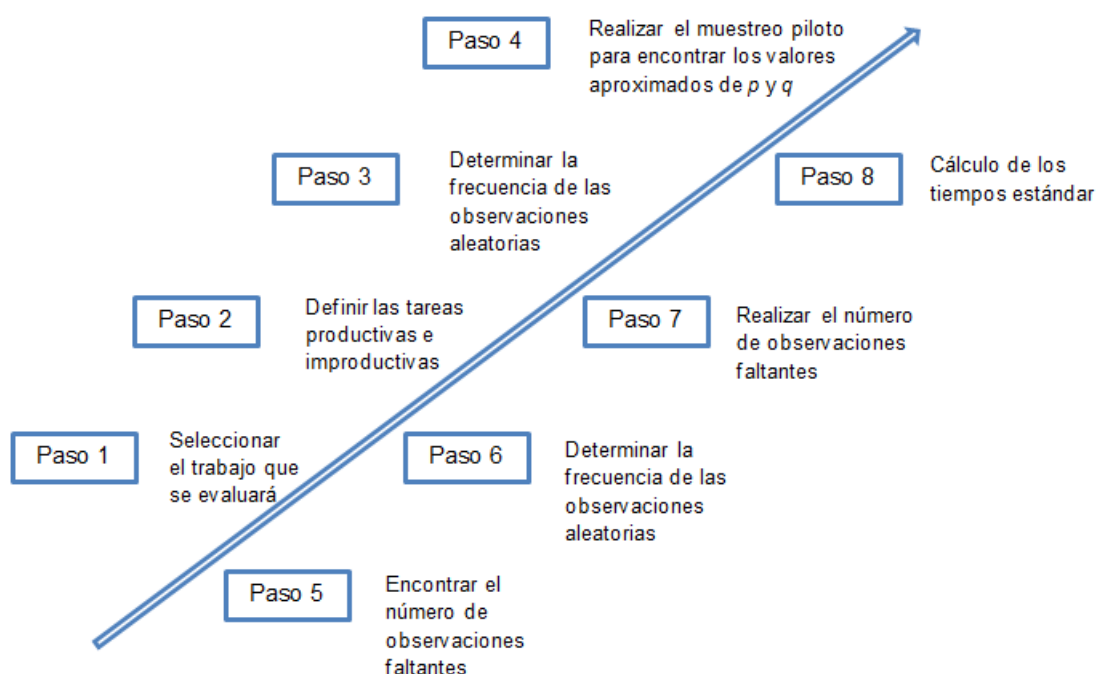 Paso 1
Seleccionar
el trabajo que
se evaluará
Paso 2
Definir las tareas
productivas e
improductivas
Paso 3
Determinar la
frecuencia de las
observaciones
aleatorias
Paso 4
Realizar el muestreo piloto
para encontrar los valores
aproximados de p y q
Paso 5
Encontrar el
número de
observaciones
faltantes
Paso 6
Determinar la
frecuencia de las
observaciones
aleatorias
Paso 7
Realizar el número
de observaciones
faltantes
Paso 8
Cálculo de los
tiempos estándar